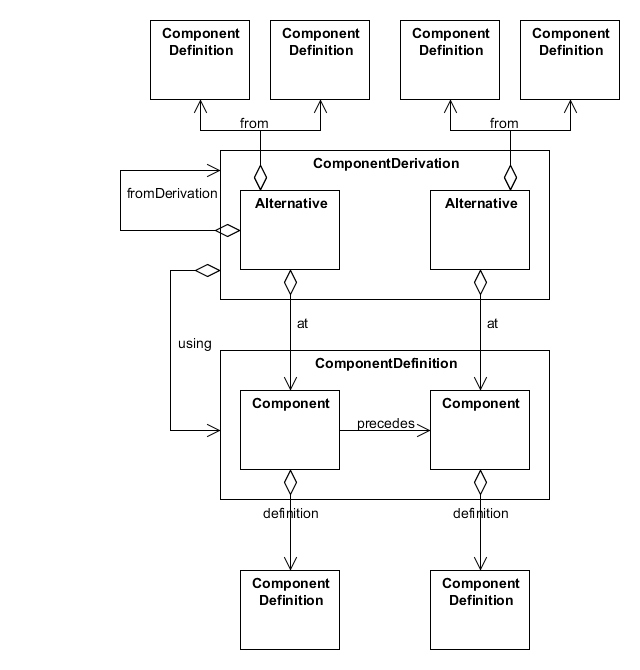 Component
Definition
Component
Definition
Component
Definition
Component
Definition
from
from
ComponentDerivation
fromDerivation
Alternative
Alternative
at
at
using
ComponentDefinition
Component
precedes
Component
definition
definition
Component
Definition
Component
Definition